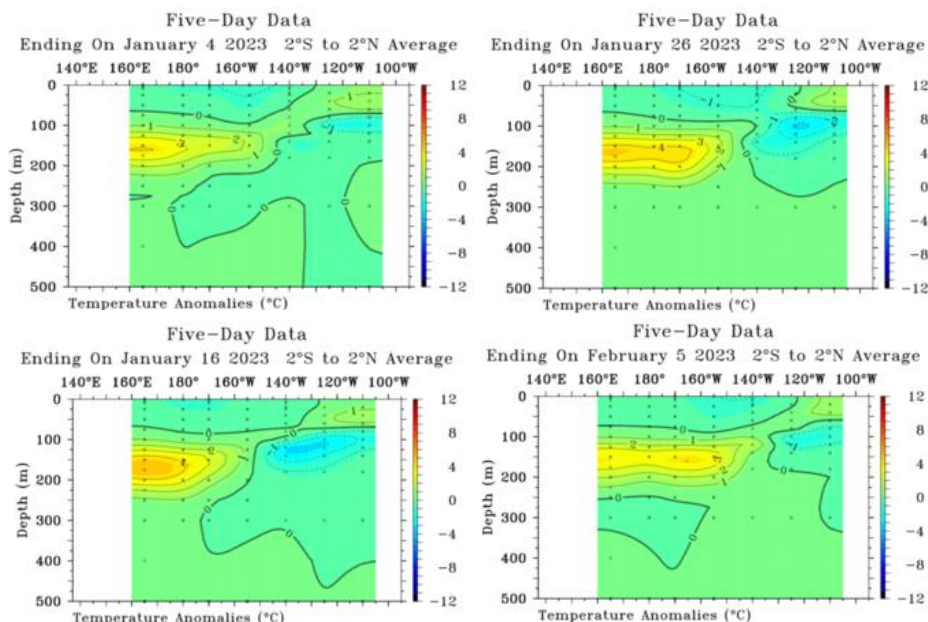 Five-Day Data
Ending On January 4 2023 2°S to 2°N Average
140°E 160°E 180° 160°W 140°W 120°W 100°W
0
100
200
300
400
500
Depth (m)
12
8
4
0
-4
-8
-12
Temperature Anomalies (°C)
Five-Day Data
Ending On January 26 2023 2°S to 2°N Average
140°E 160°E 180° 160°W 140°W 120°W 100°W
0
100
200
300
400
500
Depth (m)
12
8
4
0
-4
-8
-12
Temperature Anomalies (°C)
Five-Day Data
Ending On January 16 2023 2°S to 2°N Average
140°E 160°E 180° 160°W 140°W 120°W 100°W
0
100
200
300
400
500
Depth (m)
12
8
4
0
-4
-8
-12
Temperature Anomalies (°C)
Five-Day Data
Ending On February 5 2023 2°S to 2°N Average
140°E 160°E 180° 160°W 140°W 120°W 100°W
0
100
200
300
400
500
Depth (m)
12
8
4
0
-4
-8
-12
Temperature Anomalies (°C)